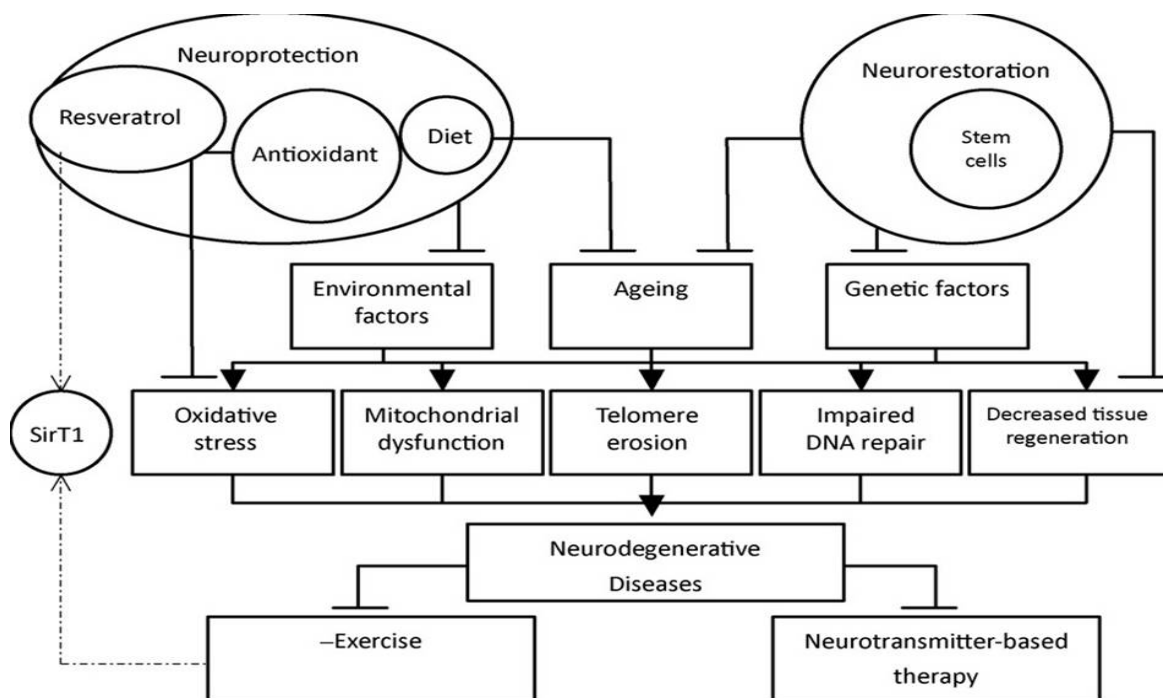 Neuroprotection
Resveratrol
Antioxidant
Diet
Neurorestoration
Stem
cells
Environmental
factors
Ageing
Genetic factors
SirT1
Oxidative
stress
Mitochondrial
dysfunction
Telomere
erosion
Impaired
DNA repair
Decreased tissue
regeneration
Neurodegenerative
Diseases
–Exercise
Neurotransmitter-based
therapy